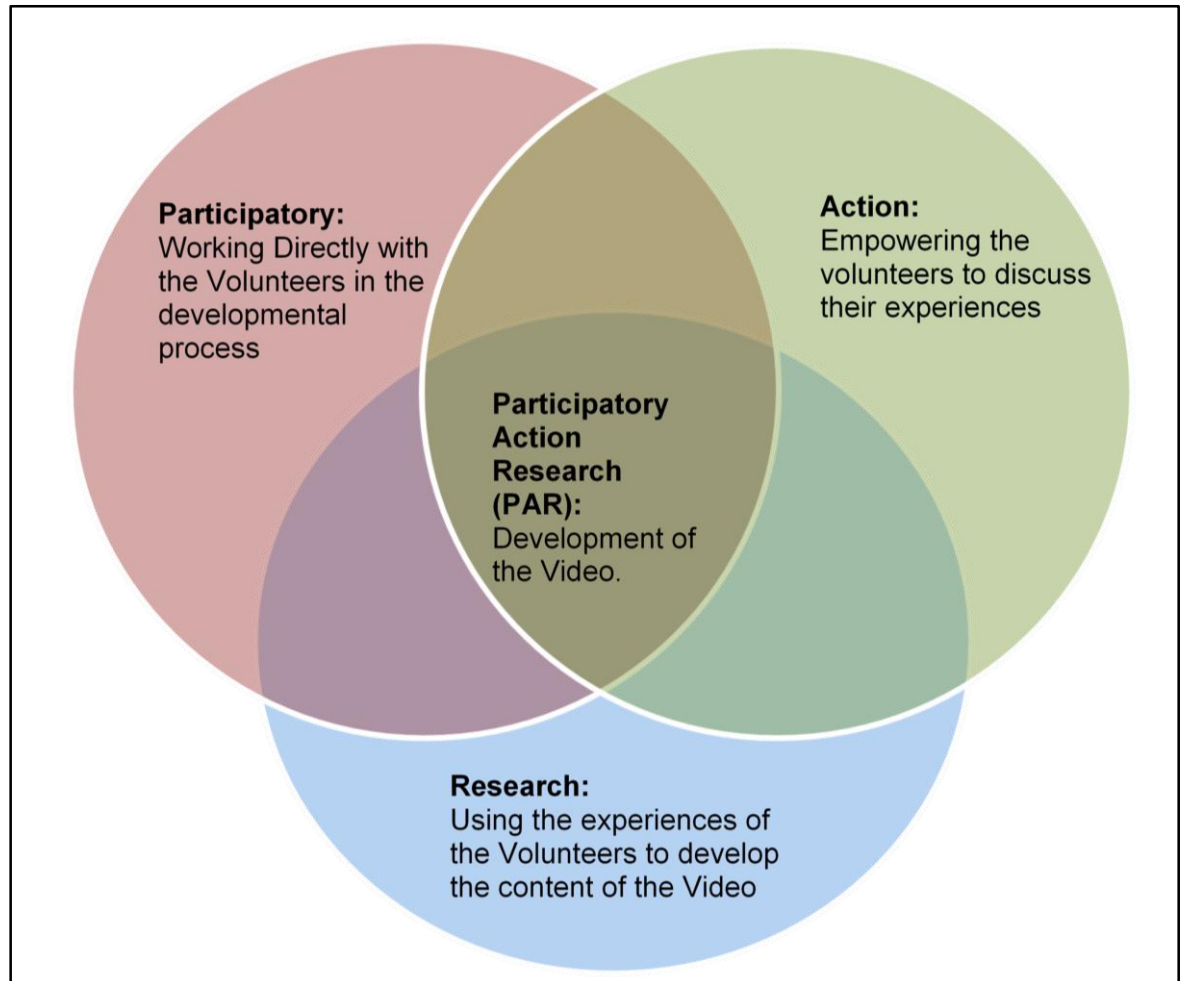 Participatory:
Working Directly with
the Volunteers in the
developmental
process
Action:
Empowering the
volunteers to discuss
their experiences
Participatory
Action
Research
(PAR):
Development of
the Video.
Research:
Using the experiences of
the Volunteers to develop
the content of the Video